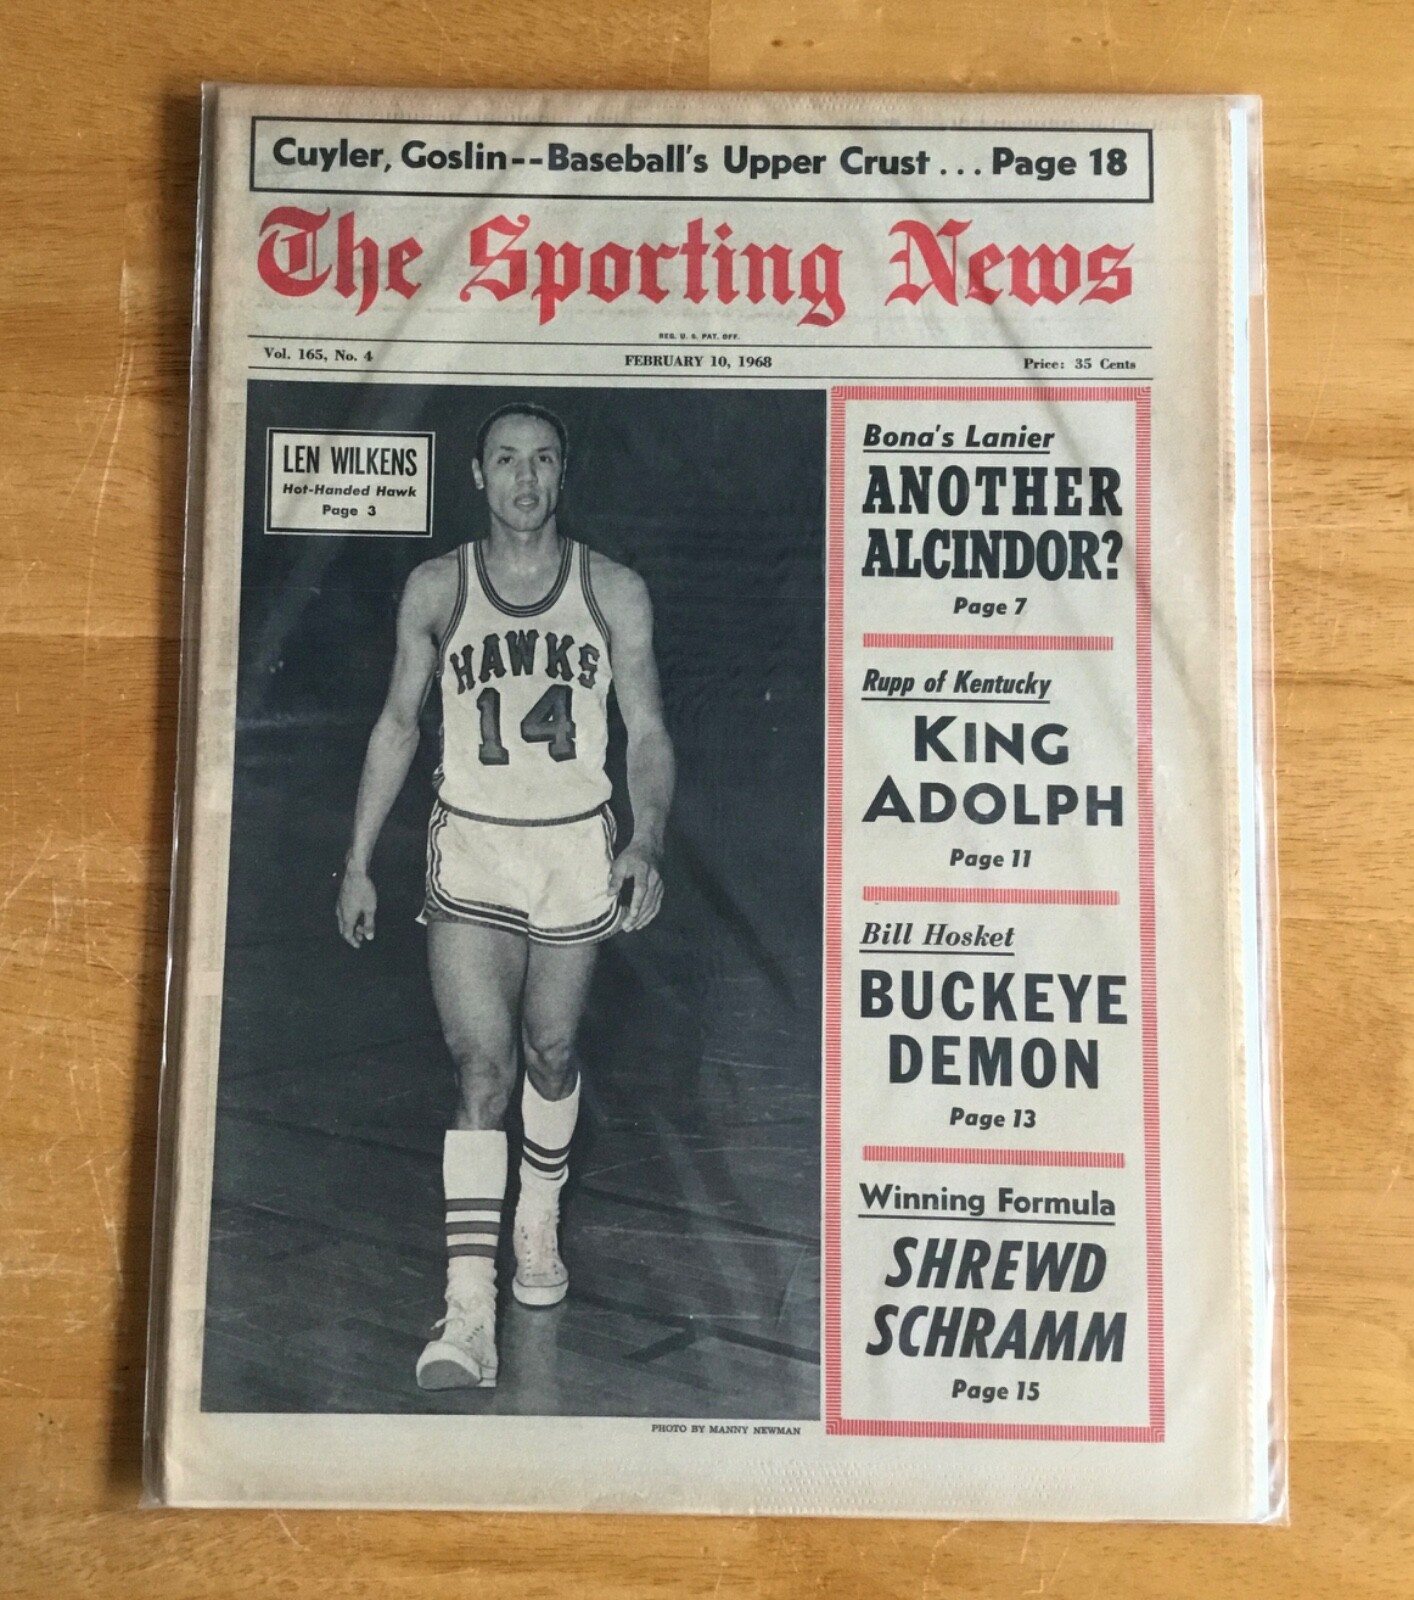 Cuyler, Goslin--Baseball's Upper Crust... Page 18
The Sporting News
REG. U. S. PAT. OFF.
Vol. 165, No. 4 FEBRUARY 10, 1968 Price: 35 Cents
LEN WILKENS
Hot-Handed Hawk
Page 3
HAWKS
14
PHOTO BY MANNY NEWMAN
Bona's Lanier
ANOTHER
ALCINDOR?
Page 7
Rupp of Kentucky
KING
ADOLPH
Page 11
Bill Hosket
BUCKEYE
DEMON
Page 13
Winning Formula
SHREWD
SCHRAMM
Page 15